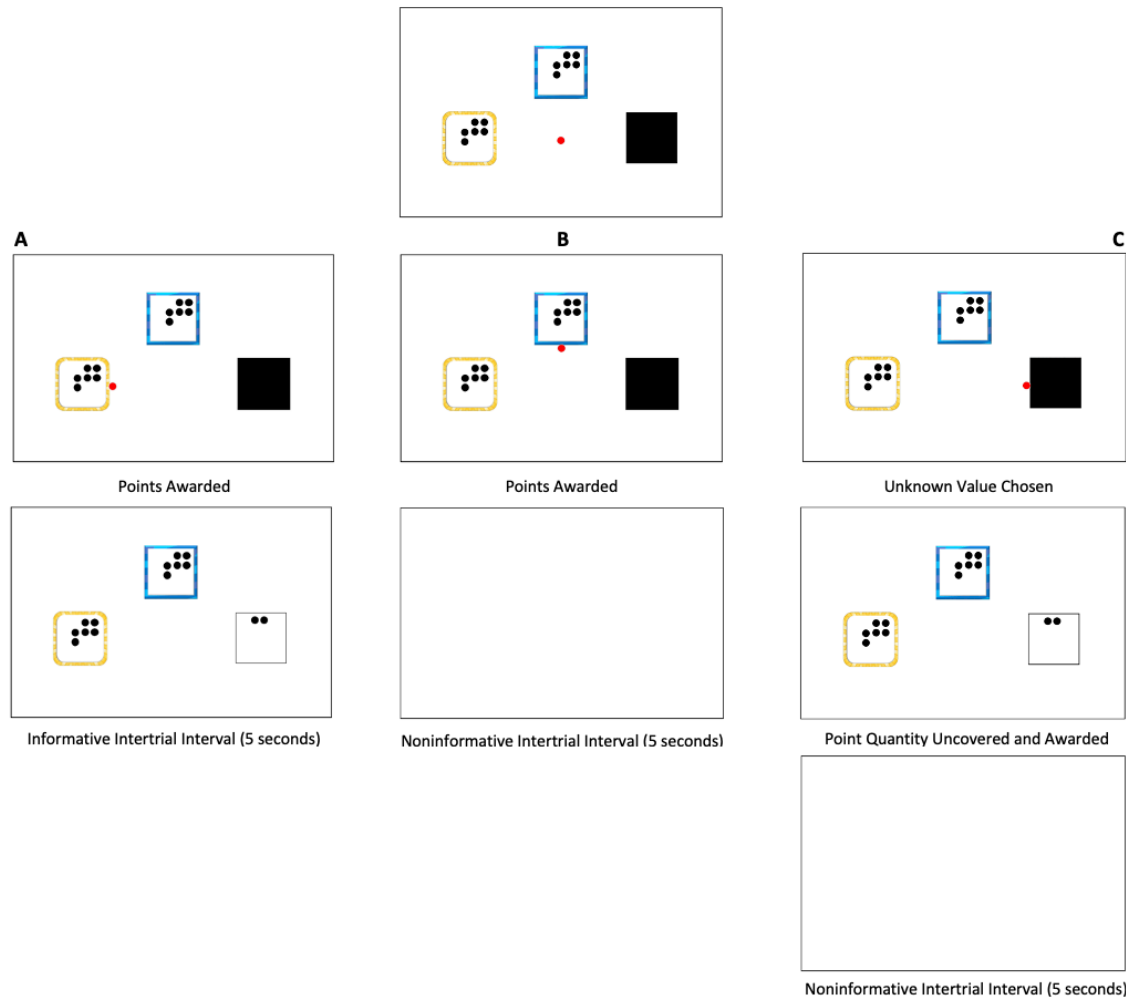 A
B
C
Points Awarded
Points Awarded
Unknown Value Chosen
Informative Intertrial Interval (5 seconds)
Noninformative Intertrial Interval (5 seconds)
Point Quantity Uncovered and Awarded
Noninformative Intertrial Interval (5 seconds)